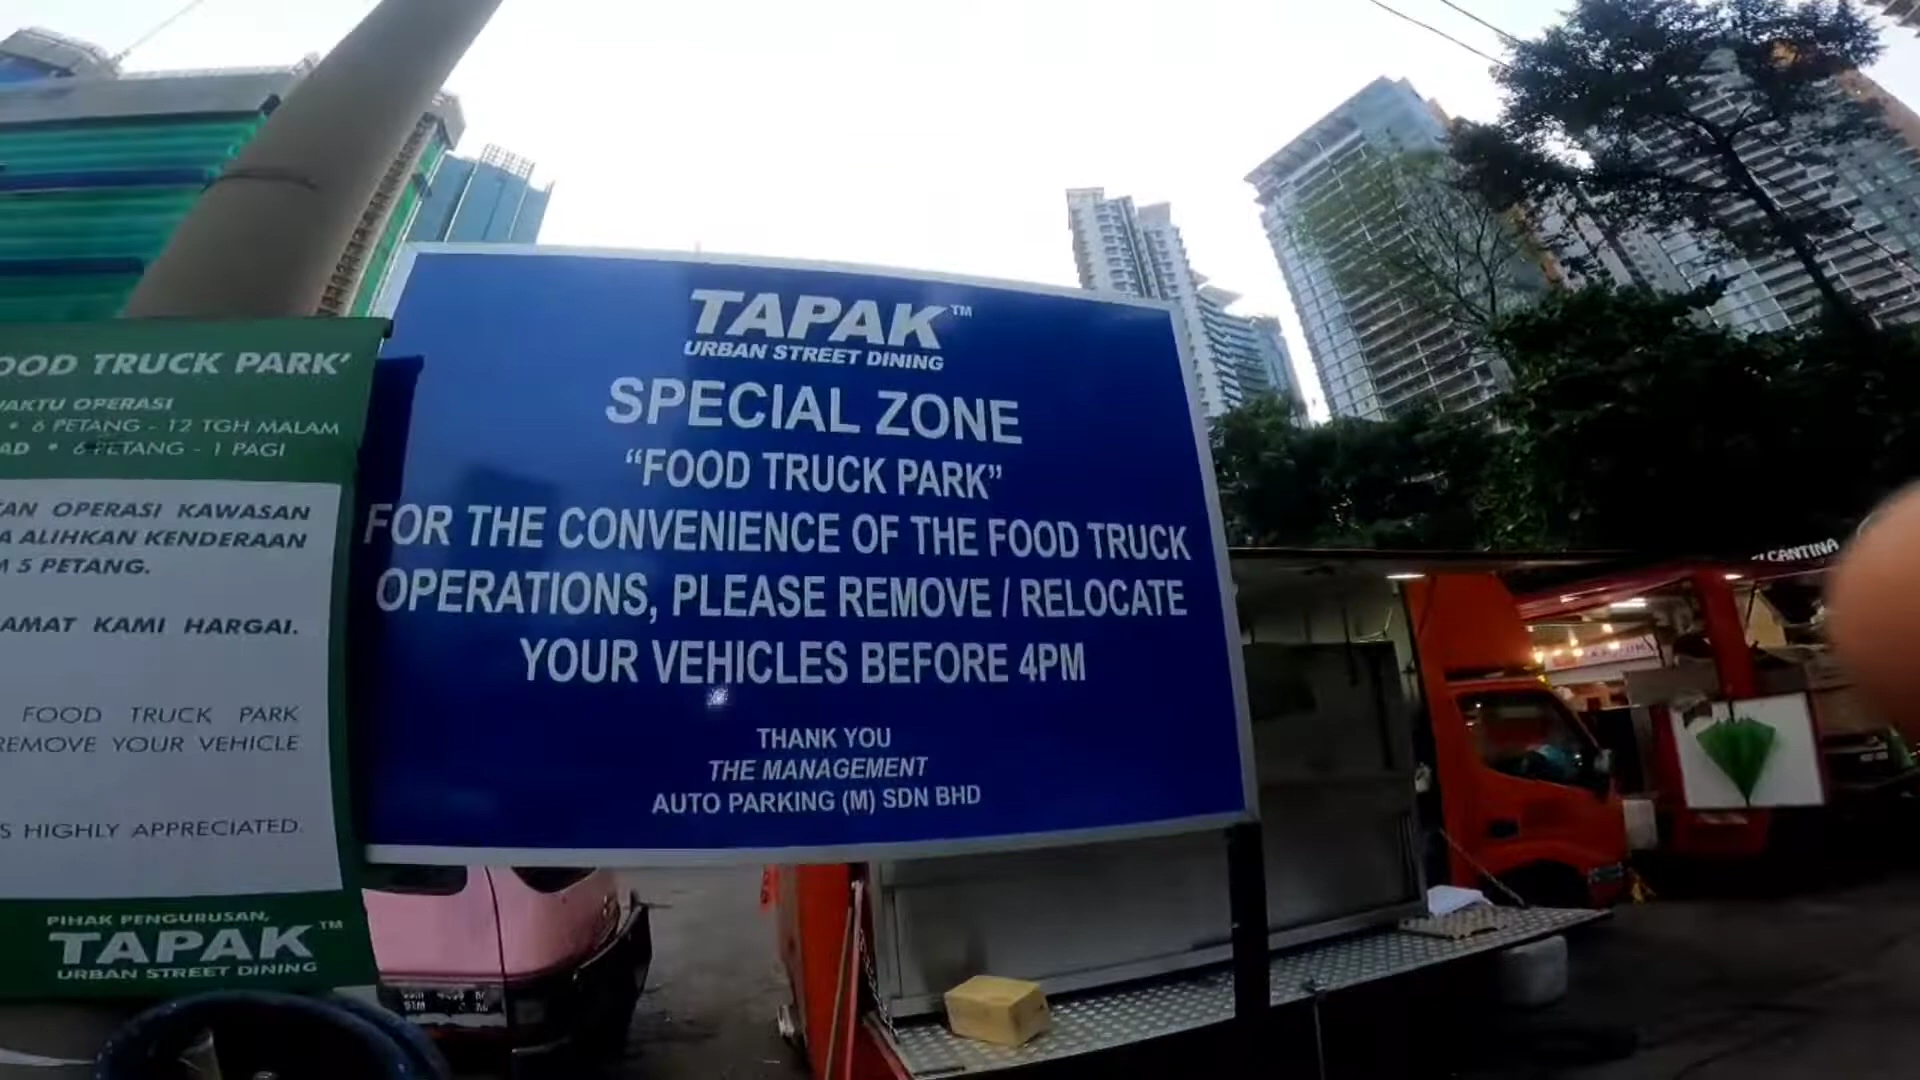 OOD TRUCK PARK'
WAKTU OPERASI
• 6 PETANG - 12 TGH MALAM
AD • 6 PETANG - 1 PAGI
AN OPERASI KAWASAN
A ALIHKAN KENDERAAN
M 5 PETANG.
AMAT KAMI HARGAI.
FOOD TRUCK PARK
REMOVE YOUR VEHICLE
S HIGHLY APPRECIATED.
PIHAK PENGURUSAN,
TAPAK™
URBAN STREET DINING
TAPAK™
URBAN STREET DINING
SPECIAL ZONE
“FOOD TRUCK PARK”
FOR THE CONVENIENCE OF THE FOOD TRUCK
OPERATIONS, PLEASE REMOVE / RELOCATE
YOUR VEHICLES BEFORE 4PM
THANK YOU
THE MANAGEMENT
AUTO PARKING (M) SDN BHD
CANTINA